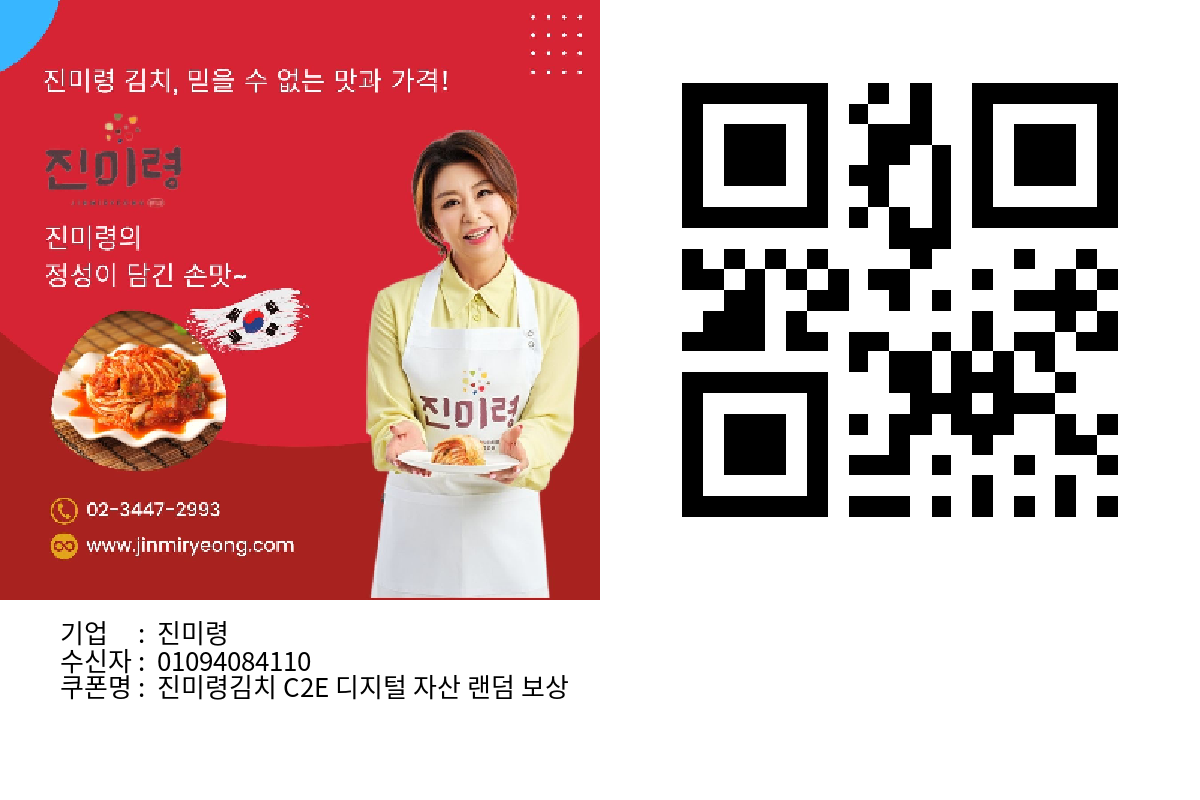 진미령 김치, 믿을 수 없는 맛과 가격!
진미령
진미령의
정성이 담긴 손맛~
진미령
02-3447-2993
www.jinmiryeong.com
기업 : 진미령
수신자 : 01094084110
쿠폰명 : 진미령김치 C2E 디지털 자산 랜덤 보상